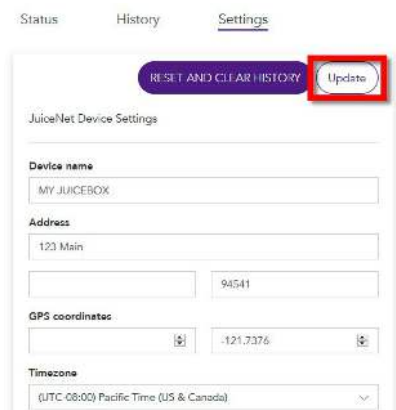 Status History Settings
RESET AND CLEAR HISTORY Update
JuiceNet Device Settings
Device name
MY JUICEBOX
Address
123 Main
94541
GPS coordinates
-121.7376
Timezone
(UTC-08:00) Pacific Time (US & Canada)